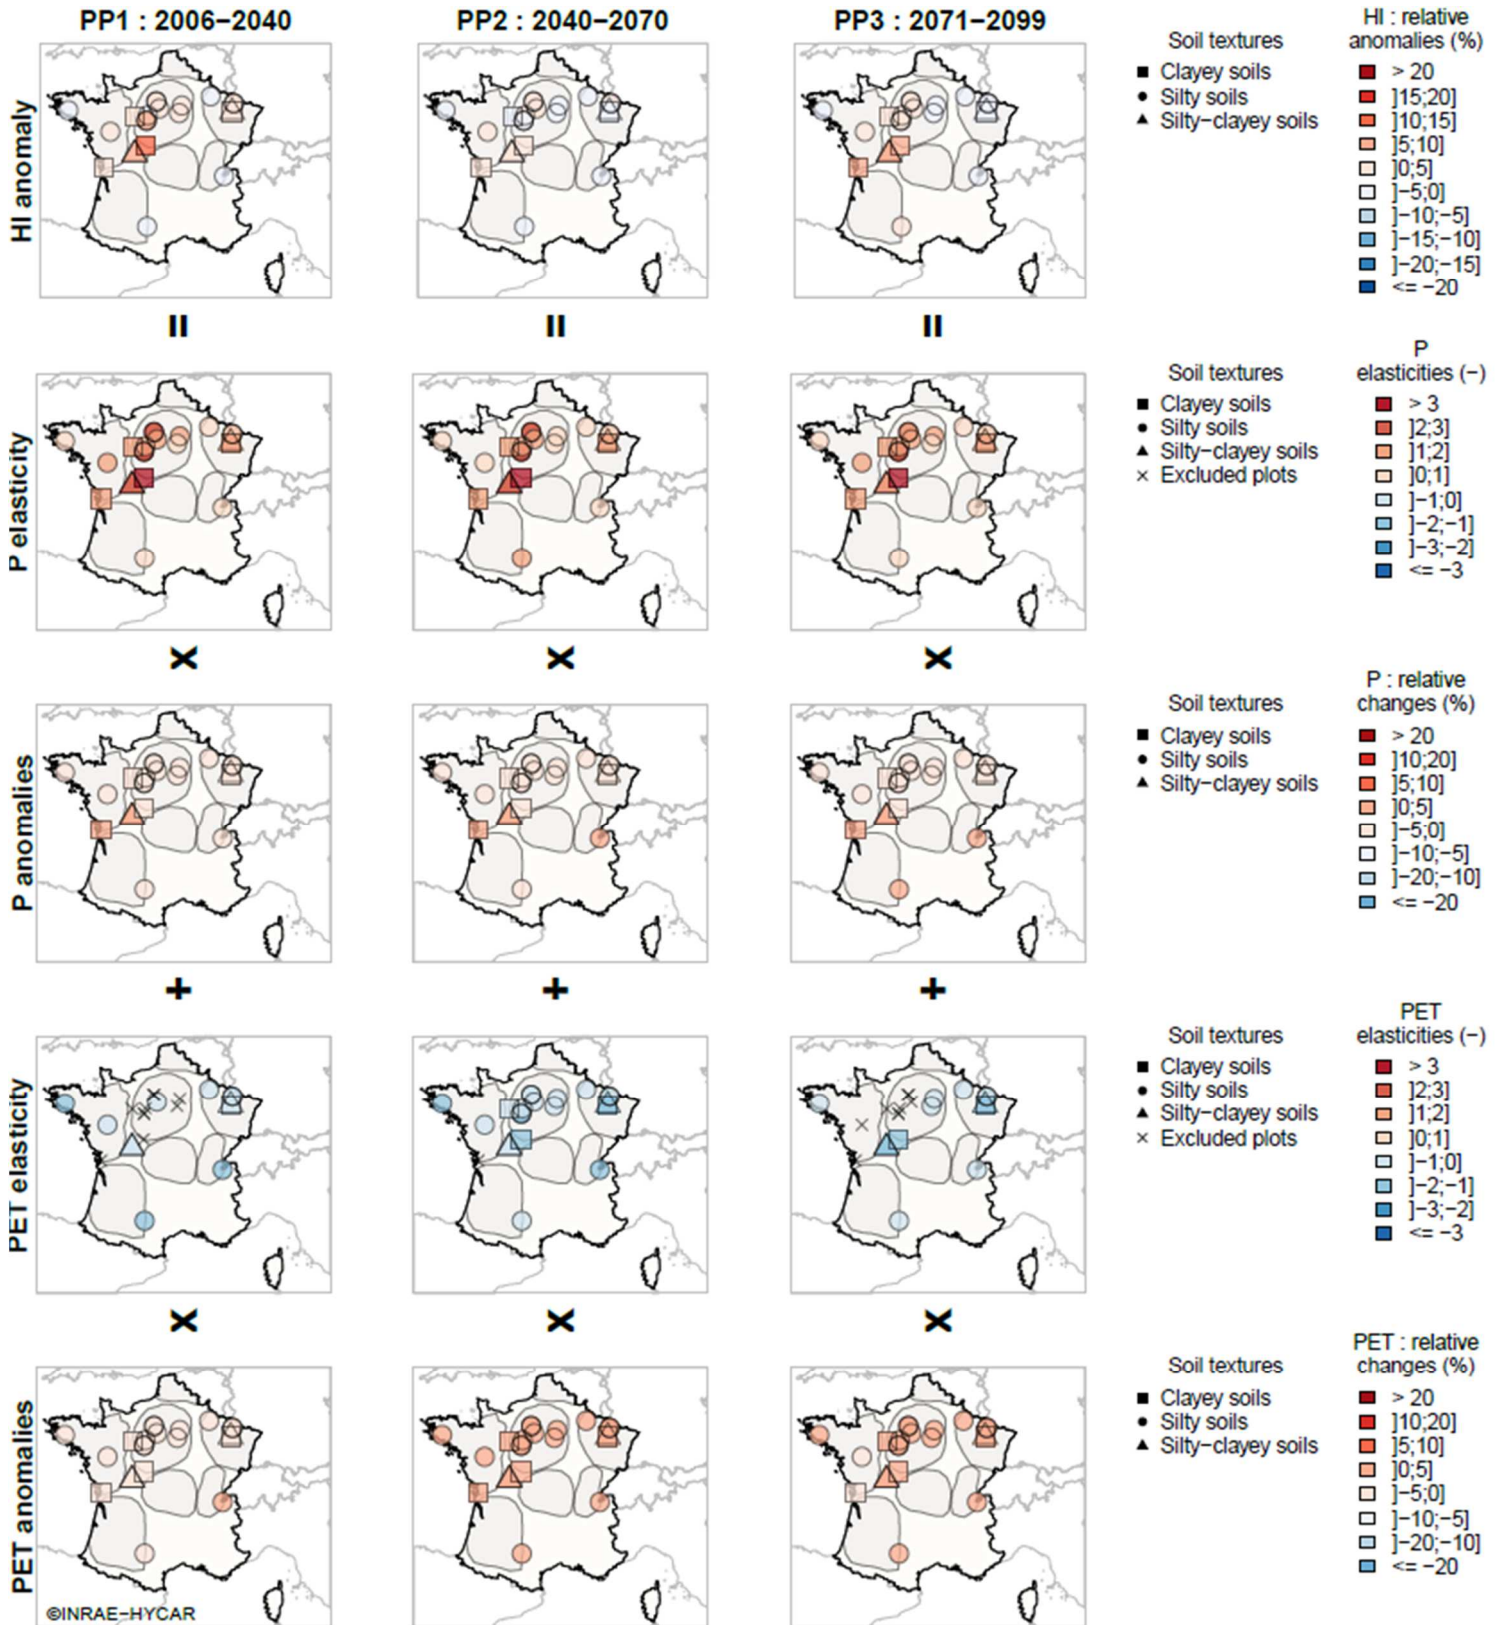 PP1 : 2006−2040
PP2 : 2040−2070
PP3 : 2071−2099
HI anomaly
Soil textures
Clayey soils
Silty soils
Silty−clayey soils
HI : relative
anomalies (%)
> 20
]15;20]
]10;15]
]5;10]
]0;5]
]−5;0]
]−10;−5]
]−15;−10]
]−20;−15]
<= −20
= = =
P elasticity
Soil textures
Clayey soils
Silty soils
Silty−clayey soils
Excluded plots
P
elasticities (−)
> 3
]2;3]
]1;2]
]0;1]
]−1;0]
]−2;−1]
]−3;−2]
<= −3
x x x
P anomalies
Soil textures
Clayey soils
Silty soils
Silty−clayey soils
P : relative
changes (%)
> 20
]10;20]
]5;10]
]0;5]
]−5;0]
]−10;−5]
]−20;−10]
<= −20
+ + +
PET elasticity
Soil textures
Clayey soils
Silty soils
Silty−clayey soils
Excluded plots
PET
elasticities (−)
> 3
]2;3]
]1;2]
]0;1]
]−1;0]
]−2;−1]
]−3;−2]
<= −3
x x x
PET anomalies
Soil textures
Clayey soils
Silty soils
Silty−clayey soils
PET : relative
changes (%)
> 20
]10;20]
]5;10]
]0;5]
]−5;0]
]−10;−5]
]−20;−10]
<= −20
©INRAE−HYCAR